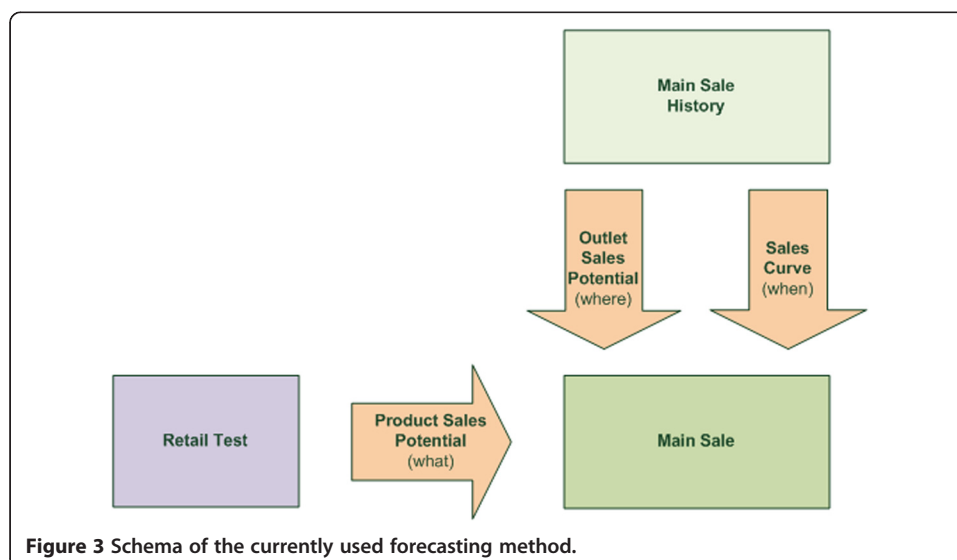 Main Sale
History
Outlet
Sales
Potential
(where)
Sales
Curve
(when)
Retail Test
Product Sales
Potential
(what)
Main Sale
Figure 3 Schema of the currently used forecasting method.